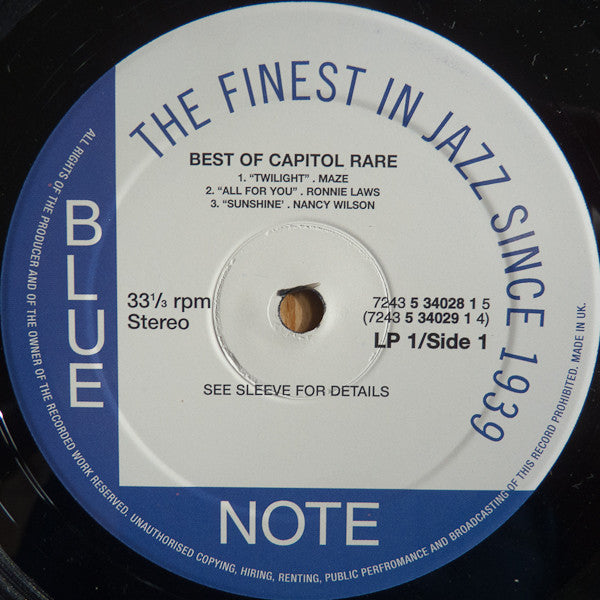 THE FINEST IN JAZZ SINCE 1939
BEST OF CAPITOL RARE
1. “TWILIGHT” . MAZE
2. “ALL FOR YOU” . RONNIE LAWS
3. “SUNSHINE’ . NANCY WILSON
33 1/3 rpm
Stereo
7243 5 34028 1 5
(7243 5 34029 1 4)
LP 1/Side 1
SEE SLEEVE FOR DETAILS
BLUE
NOTE
ALL RIGHTS OF THE PRODUCER AND OF THE OWNER OF THE RECORDED WORK RESERVED. UNAUTHORISED COPYING, HIRING, RENTING, PUBLIC PERFROMANCE AND BROADCASTING OF THIS RECORD PROHIBITED. MADE IN UK.